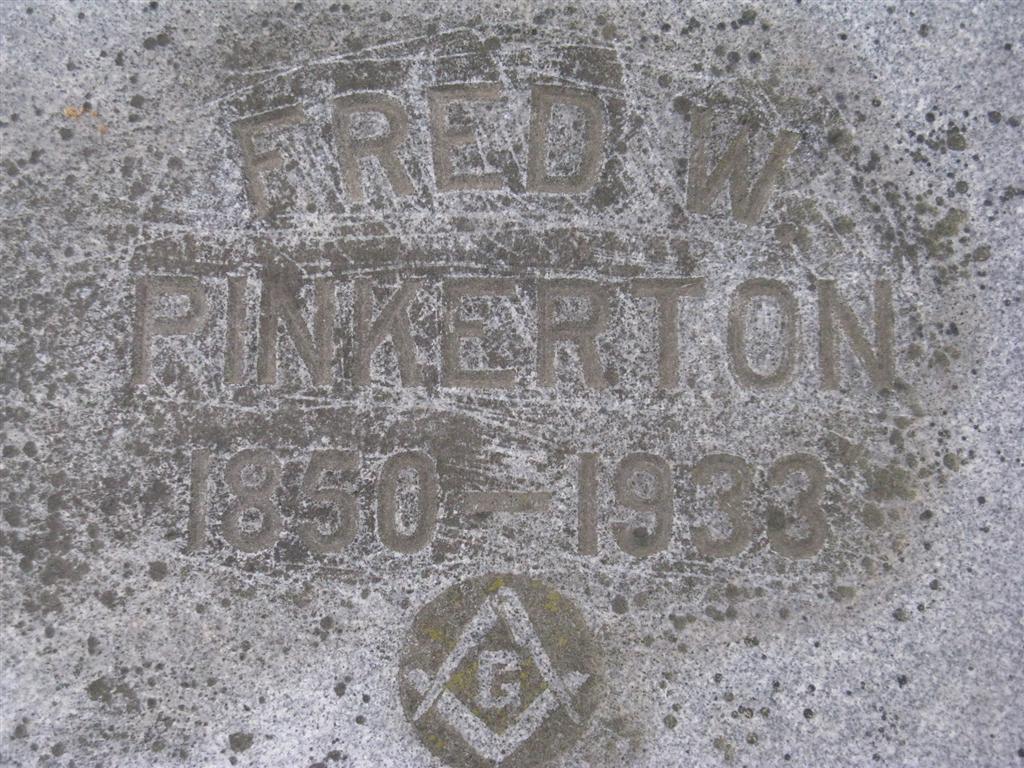 FRED W.
PINKERTON
1850 — 1933
G